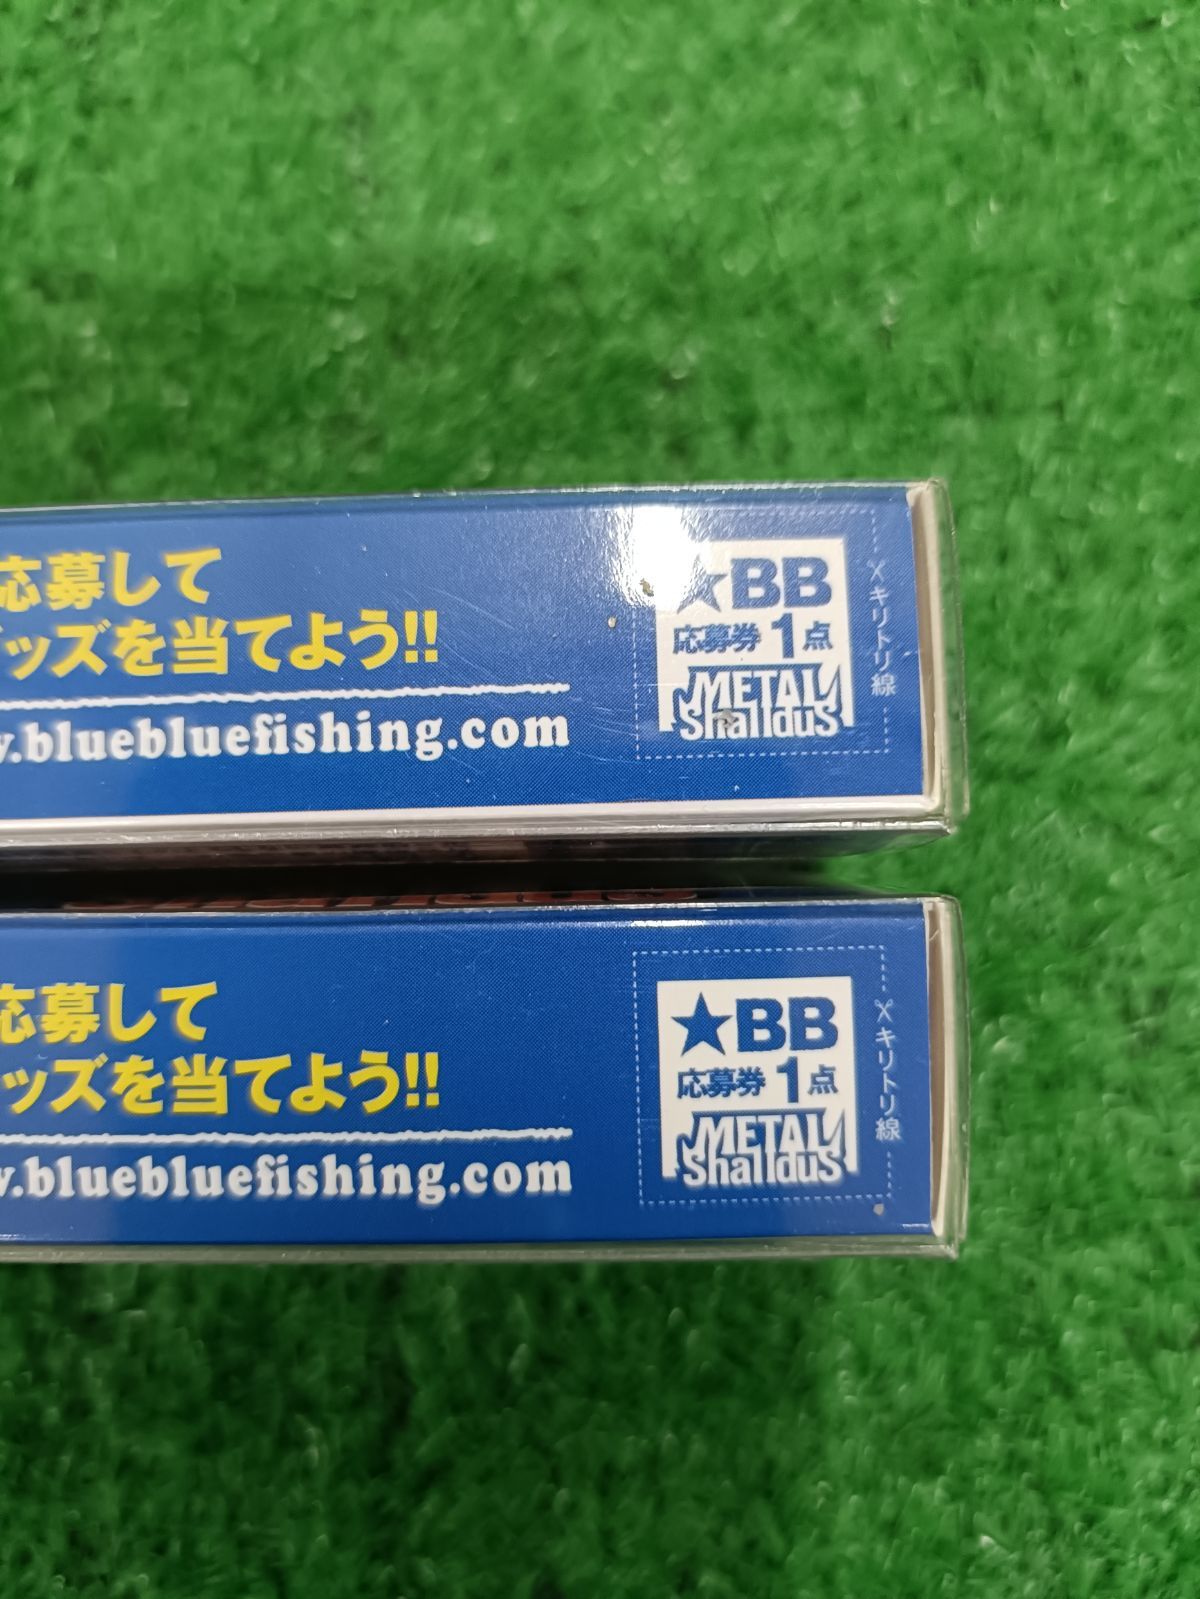 応募して
ッズを当てよう!!
.bluebluefishing.com
★BB
応募券 1点
METAL
Shalldus
キリトリ線
応募して
ッズを当てよう!!
.bluebluefishing.com
★BB
応募券 1点
METAL
Shalldus
キリトリ線